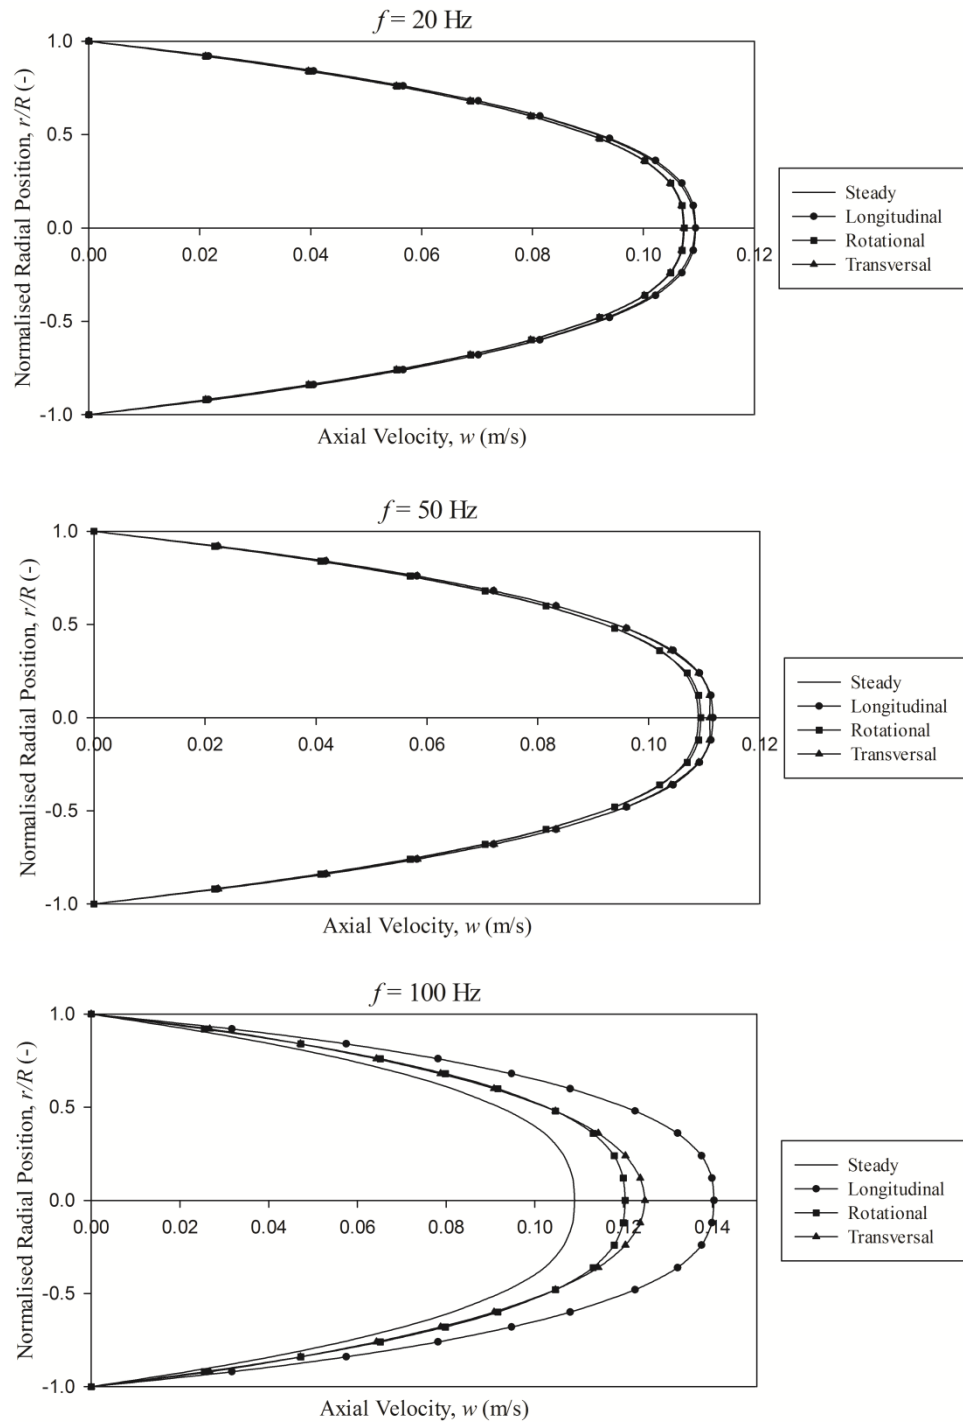 f = 20 Hz
1.0
0.5
0.0
-0.5
-1.0
Normalised Radial Position, r/R (-)
0.00 0.02 0.04 0.06 0.08 0.10 0.12
Axial Velocity, w (m/s)
Steady
Longitudinal
Rotational
Transversal
f = 50 Hz
1.0
0.5
0.0
-0.5
-1.0
Normalised Radial Position, r/R (-)
0.00 0.02 0.04 0.06 0.08 0.10 0.12
Axial Velocity, w (m/s)
Steady
Longitudinal
Rotational
Transversal
f = 100 Hz
1.0
0.5
0.0
-0.5
-1.0
Normalised Radial Position, r/R (-)
0.00 0.02 0.04 0.06 0.08 0.10 0.12 0.14
Axial Velocity, w (m/s)
Steady
Longitudinal
Rotational
Transversal